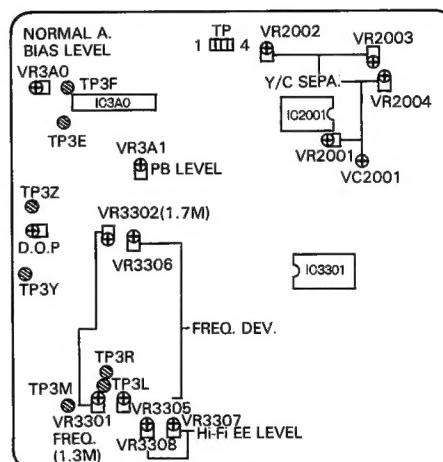 NORMAL A.
BIAS LEVEL
TP
1 4
VR2002
VR2003
VR3A0
TP3F
Y/C SEPA.
IC3A0
VR2004
TP3E
IC2001
VR3A1
VR2001
PB LEVEL
VC2001
TP3Z
VR3302(1.7M)
D.O.P
VR3306
IC3301
TP3Y
FREQ. DEV.
TP3R
TP3M
TP3L
VR3301
VR3305
VR3307
FREQ.
(1.3M)
VR3308
Hi-Fi EE LEVEL